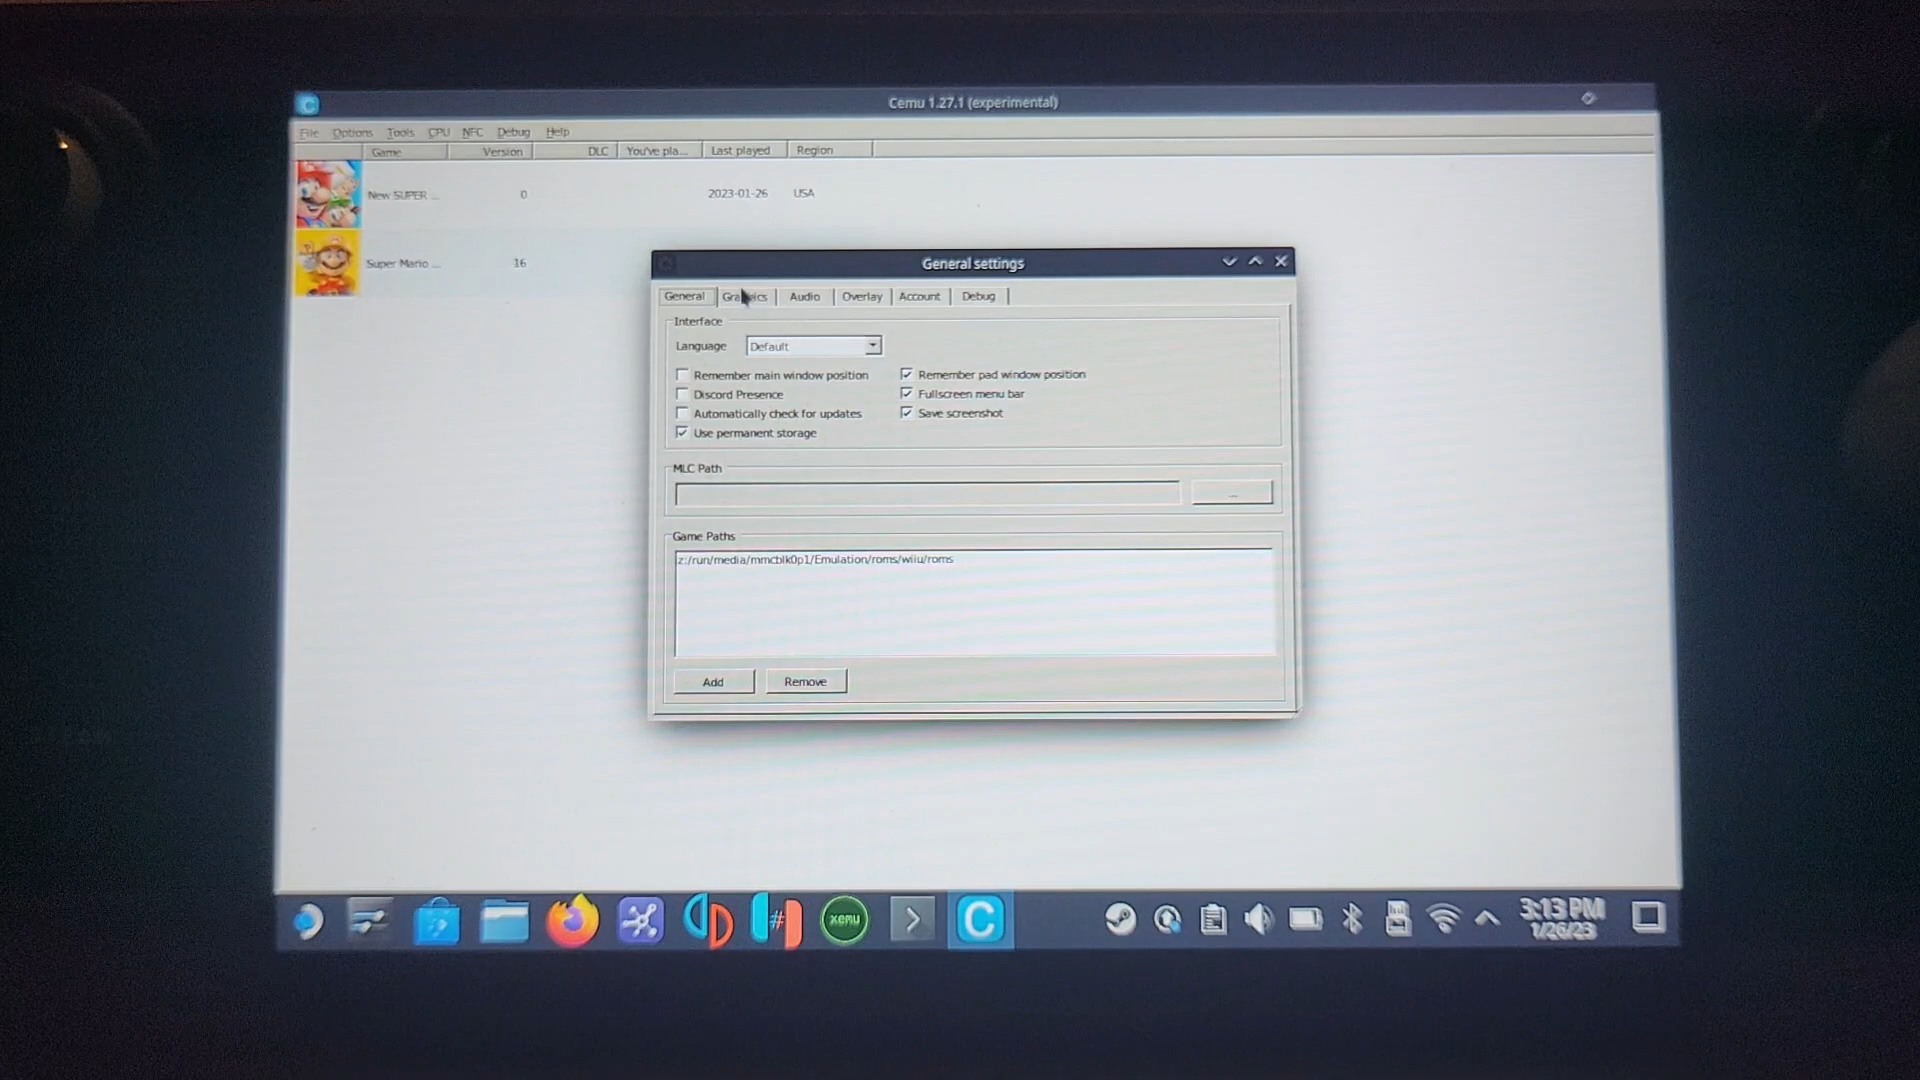 Cemu 1.27.1 (experimental)
File Options Tools CPU NFC Debug Help
Game Version DLC You've pla... Last played Region
New SUPER ... 0 2023-01-26 USA
Super Mario ... 16
General settings
General Graphics Audio Overlay Account Debug
Interface
Language Default
Remember main window position Remember pad window position
Discord Presence Fullscreen menu bar
Automatically check for updates Save screenshot
Use permanent storage
MLC Path
...
Game Paths
z:/run/media/mmcblk0p1/Emulation/roms/wiiu/roms
Add Remove
xemu
3:13 PM
1/26/23